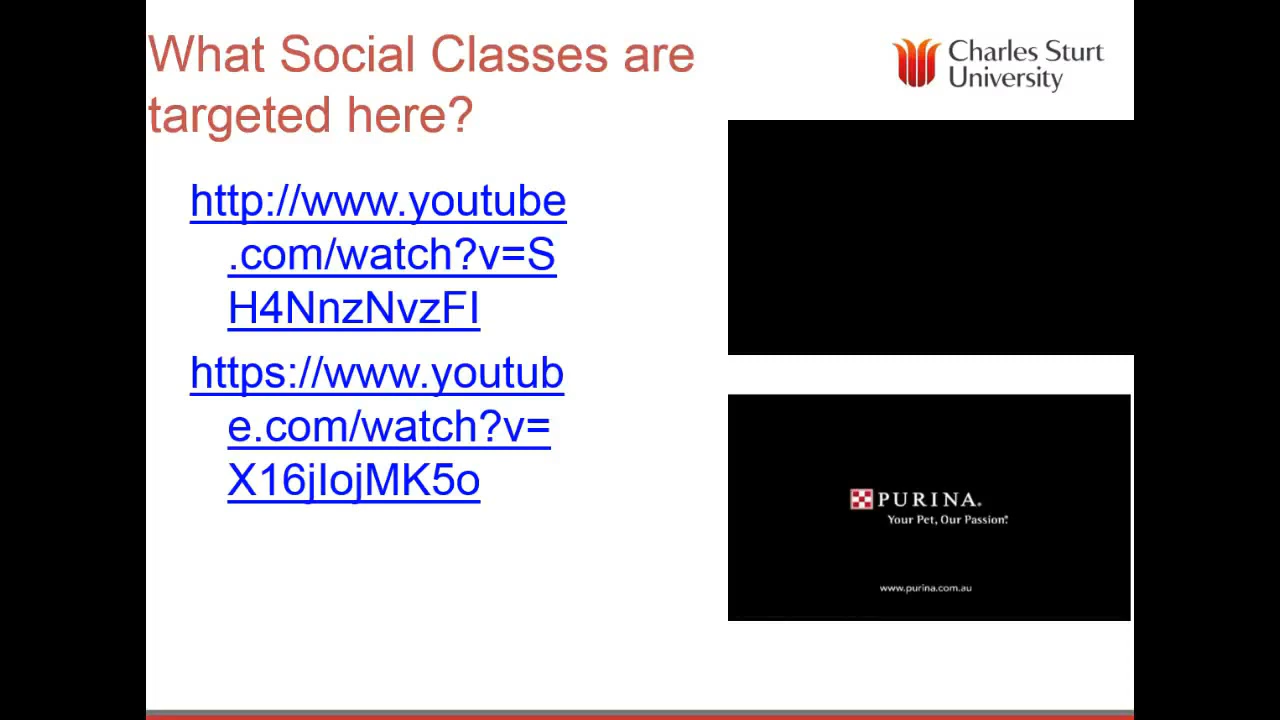 What Social Classes are
targeted here?
Charles Sturt
University
http://www.youtube
.com/watch?v=S
H4NnzNvzFI
https://www.youtub
e.com/watch?v=
X16jIojMK5o
PURINA.
Your Pet, Our Passion.®
www.purina.com.au